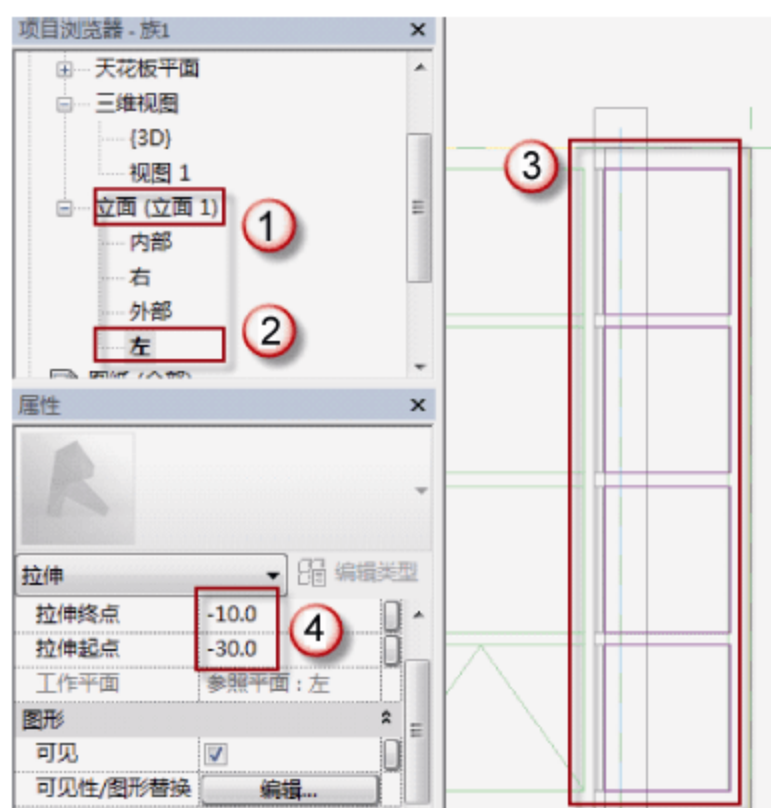 项目浏览器 - 族1
天花板平面
三维视图
{3D}
视图 1
立面 (立面 1)
1
内部
右
外部
2
左
图纸 (全部)
属性
拉伸
编辑类型
拉伸终点 -10.0
拉伸起点 -30.0
4
工作平面 参照平面 : 左
图形
可见
可见性/图形替换 编辑...
3